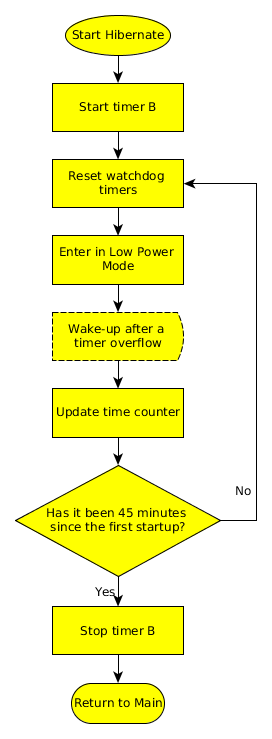 Start Hibernate
Start timer B
Reset watchdog
timers
Enter in Low Power
Mode
Wake-up after a
timer overflow
Update time counter
Has it been 45 minutes
since the first startup?
No
Yes
Stop timer B
Return to Main